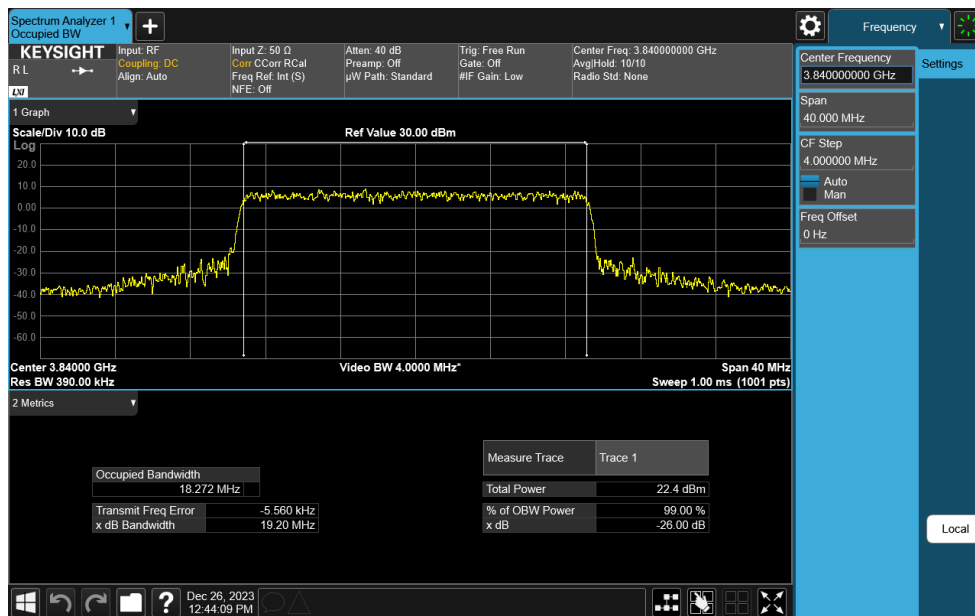 Spectrum Analyzer 1
Occupied BW
+
Frequency
KEYSIGHT
R L
LXI
Input: RF
Coupling: DC
Align: Auto
Input Z: 50 Ω
Corr CCorr RCal
Freq Ref: Int (S)
NFE: Off
Atten: 40 dB
Preamp: Off
µW Path: Standard
Trig: Free Run
Gate: Off
#IF Gain: Low
Center Freq: 3.840000000 GHz
Avg|Hold: 10/10
Radio Std: None
Center Frequency
3.840000000 GHz
Settings
Span
40.000 MHz
CF Step
4.000000 MHz
Auto
Man
Freq Offset
0 Hz
Local
1 Graph
Scale/Div 10.0 dB
Ref Value 30.00 dBm
Log
20.0
10.0
0.00
-10.0
-20.0
-30.0
-40.0
-50.0
-60.0
Center 3.84000 GHz
Video BW 4.0000 MHz*
Span 40 MHz
Res BW 390.00 kHz
Sweep 1.00 ms (1001 pts)
2 Metrics
Occupied Bandwidth
18.272 MHz
Transmit Freq Error -5.560 kHz
x dB Bandwidth 19.20 MHz
Measure Trace Trace 1
Total Power 22.4 dBm
% of OBW Power 99.00 %
x dB -26.00 dB
?
Dec 26, 2023
12:44:09 PM